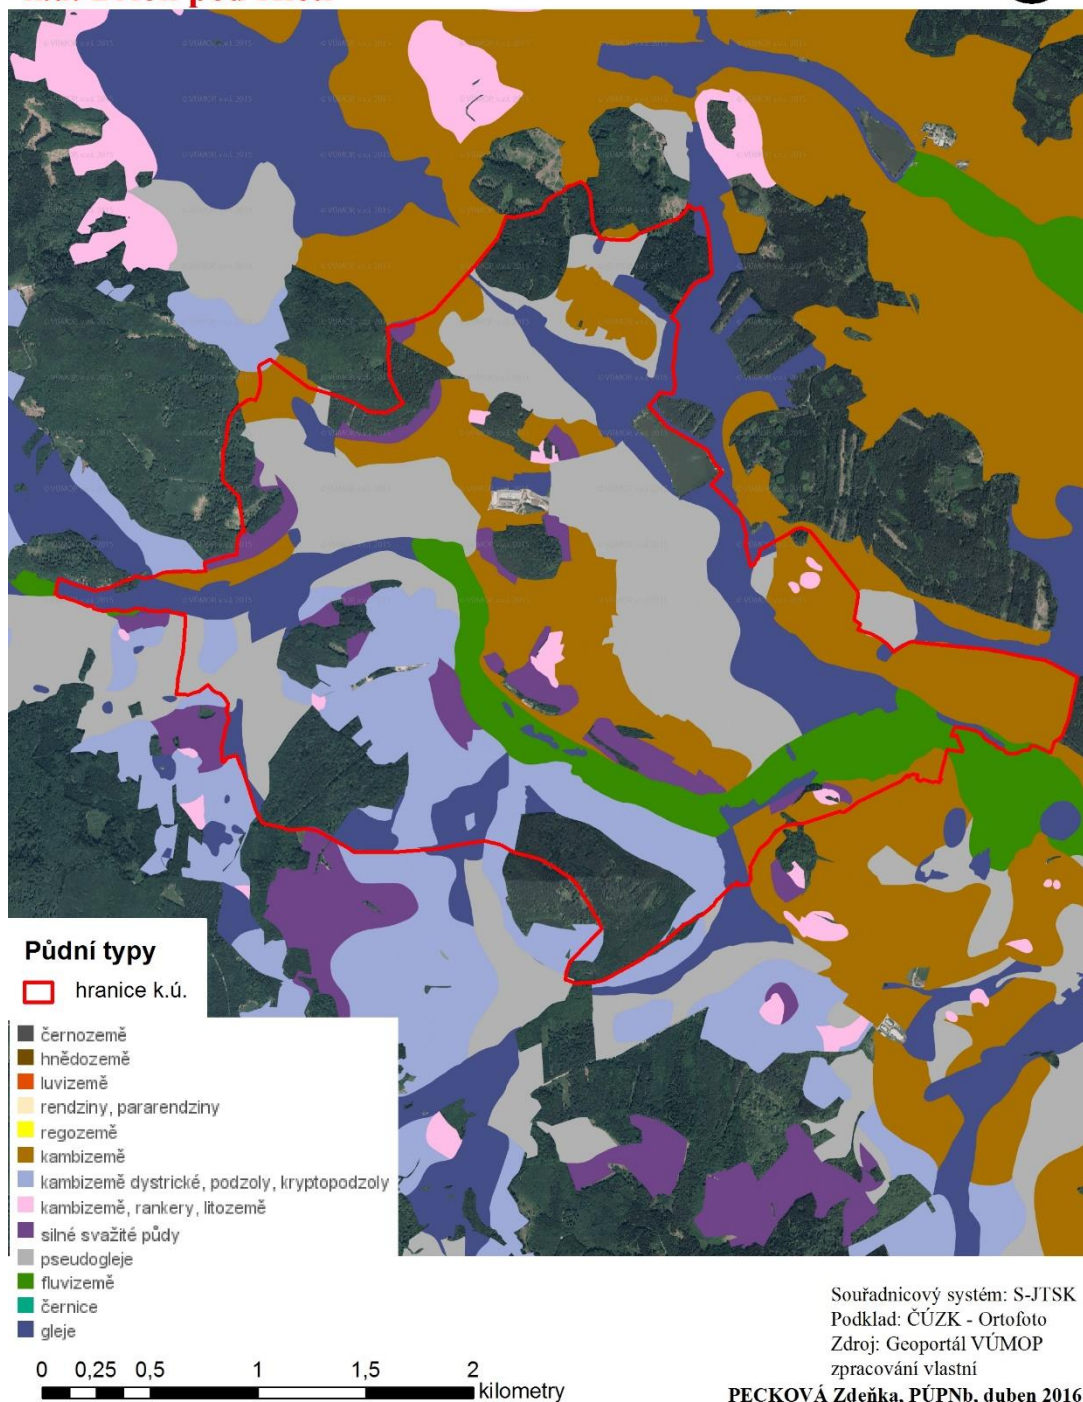 Půdní typy
hranice k.ú.
černozemě
hnědozemě
luvizemě
rendziny, pararendziny
regozemě
kambizemě
kambizemě dystrické, podzoly, kryptopodzoly
kambizemě, rankery, litozemě
silné svažité půdy
pseudogleje
fluvizemě
černice
gleje
0 0,25 0,5 1 1,5 2
kilometry
Souřadnicový systém: S-JTSK
Podklad: ČÚZK - Ortofoto
Zdroj: Geoportál VÚMOP
zpracování vlastní
PECKOVÁ Zdeňka, PÚPNb, duben 2016